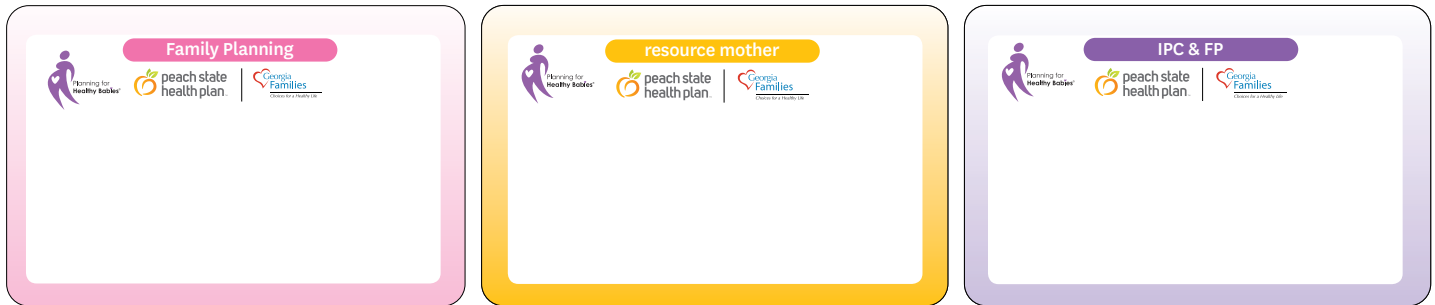 Family Planning
Planning for
Healthy Babies®
peach state
health plan
Georgia
Families
Choices for a Healthy Life
resource mother
Planning for
Healthy Babies®
peach state
health plan
Georgia
Families
Choices for a Healthy Life
IPC & FP
Planning for
Healthy Babies®
peach state
health plan
Georgia
Families
Choices for a Healthy Life